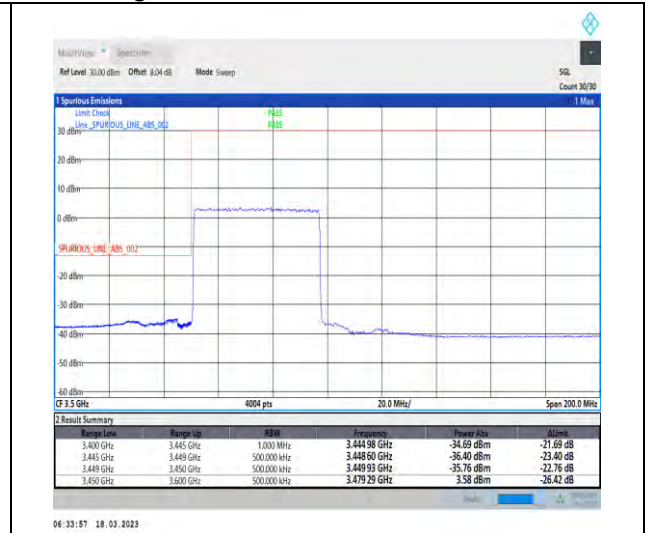 MultiView Spectrum
Ref Level 30.00 dBm Offset 8.04 dB Mode Sweep SGL
Count 30/30
1 Spurious Emissions 1 Max
Limit Check PASS
Line _SPURIOUS_LINE_ABS_002 PASS
30 dBm
20 dBm
10 dBm
0 dBm
_SPURIOUS_LINE_ABS_002
-20 dBm
-30 dBm
-40 dBm
-50 dBm
-60 dBm
CF 3.5 GHz 4004 pts 20.0 MHz/ Span 200.0 MHz
2 Result Summary
Range Low Range Up RBW Frequency Power Abs ΔLimit
3.400 GHz 3.445 GHz 1.000 MHz 3.444 98 GHz -34.69 dBm -21.69 dB
3.445 GHz 3.449 GHz 500.000 kHz 3.448 60 GHz -36.40 dBm -23.40 dB
3.449 GHz 3.450 GHz 500.000 kHz 3.449 93 GHz -35.76 dBm -22.76 dB
3.450 GHz 3.600 GHz 500.000 kHz 3.479 29 GHz 3.58 dBm -26.42 dB
06:33:57 18.03.2023